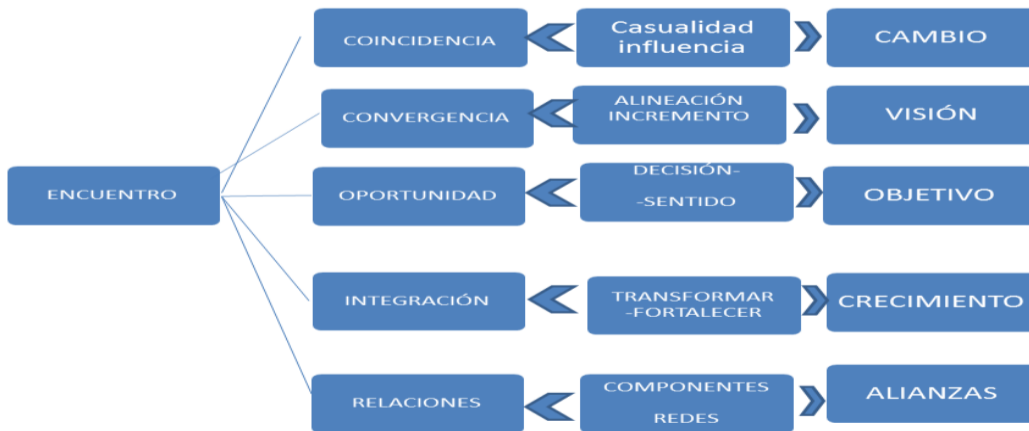 COINCIDENCIA
Casualidad
influencia
CAMBIO
CONVERGENCIA
ALINEACIÓN
INCREMENTO
VISIÓN
ENCUENTRO
OPORTUNIDAD
DECISIÓN-
-SENTIDO
OBJETIVO
INTEGRACIÓN
TRANSFORMAR
-FORTALECER
CRECIMIENTO
RELACIONES
COMPONENTES
REDES
ALIANZAS